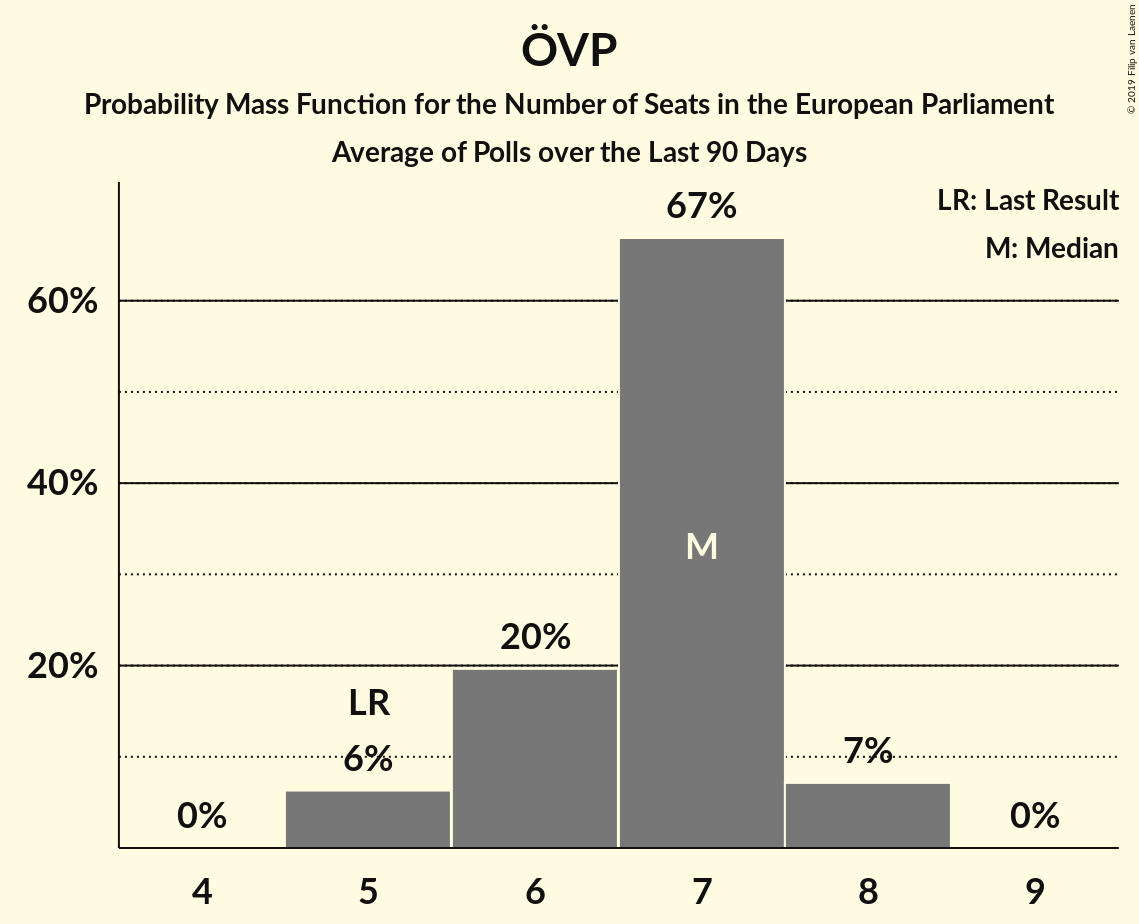 ÖVP
Probability Mass Function for the Number of Seats in the European Parliament
Average of Polls over the Last 90 Days
© 2019 Filip van Laenen
LR: Last Result
M: Median
67%
60%
40%
M
20%
20%
LR
6%
7%
0%
0%
4 5 6 7 8 9